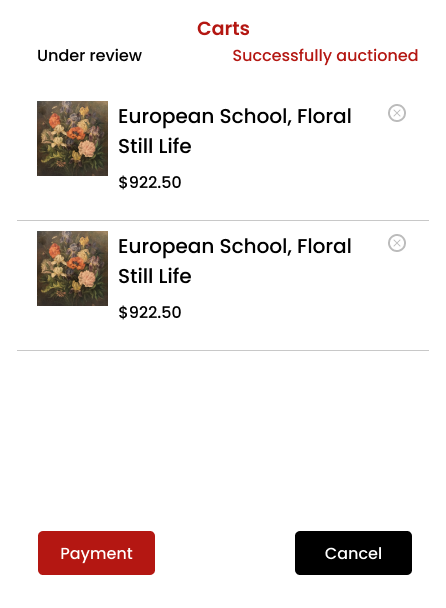 Carts
Under review
Successfully auctioned
European School, Floral
Still Life
$922.50
European School, Floral
Still Life
$922.50
Payment
Cancel